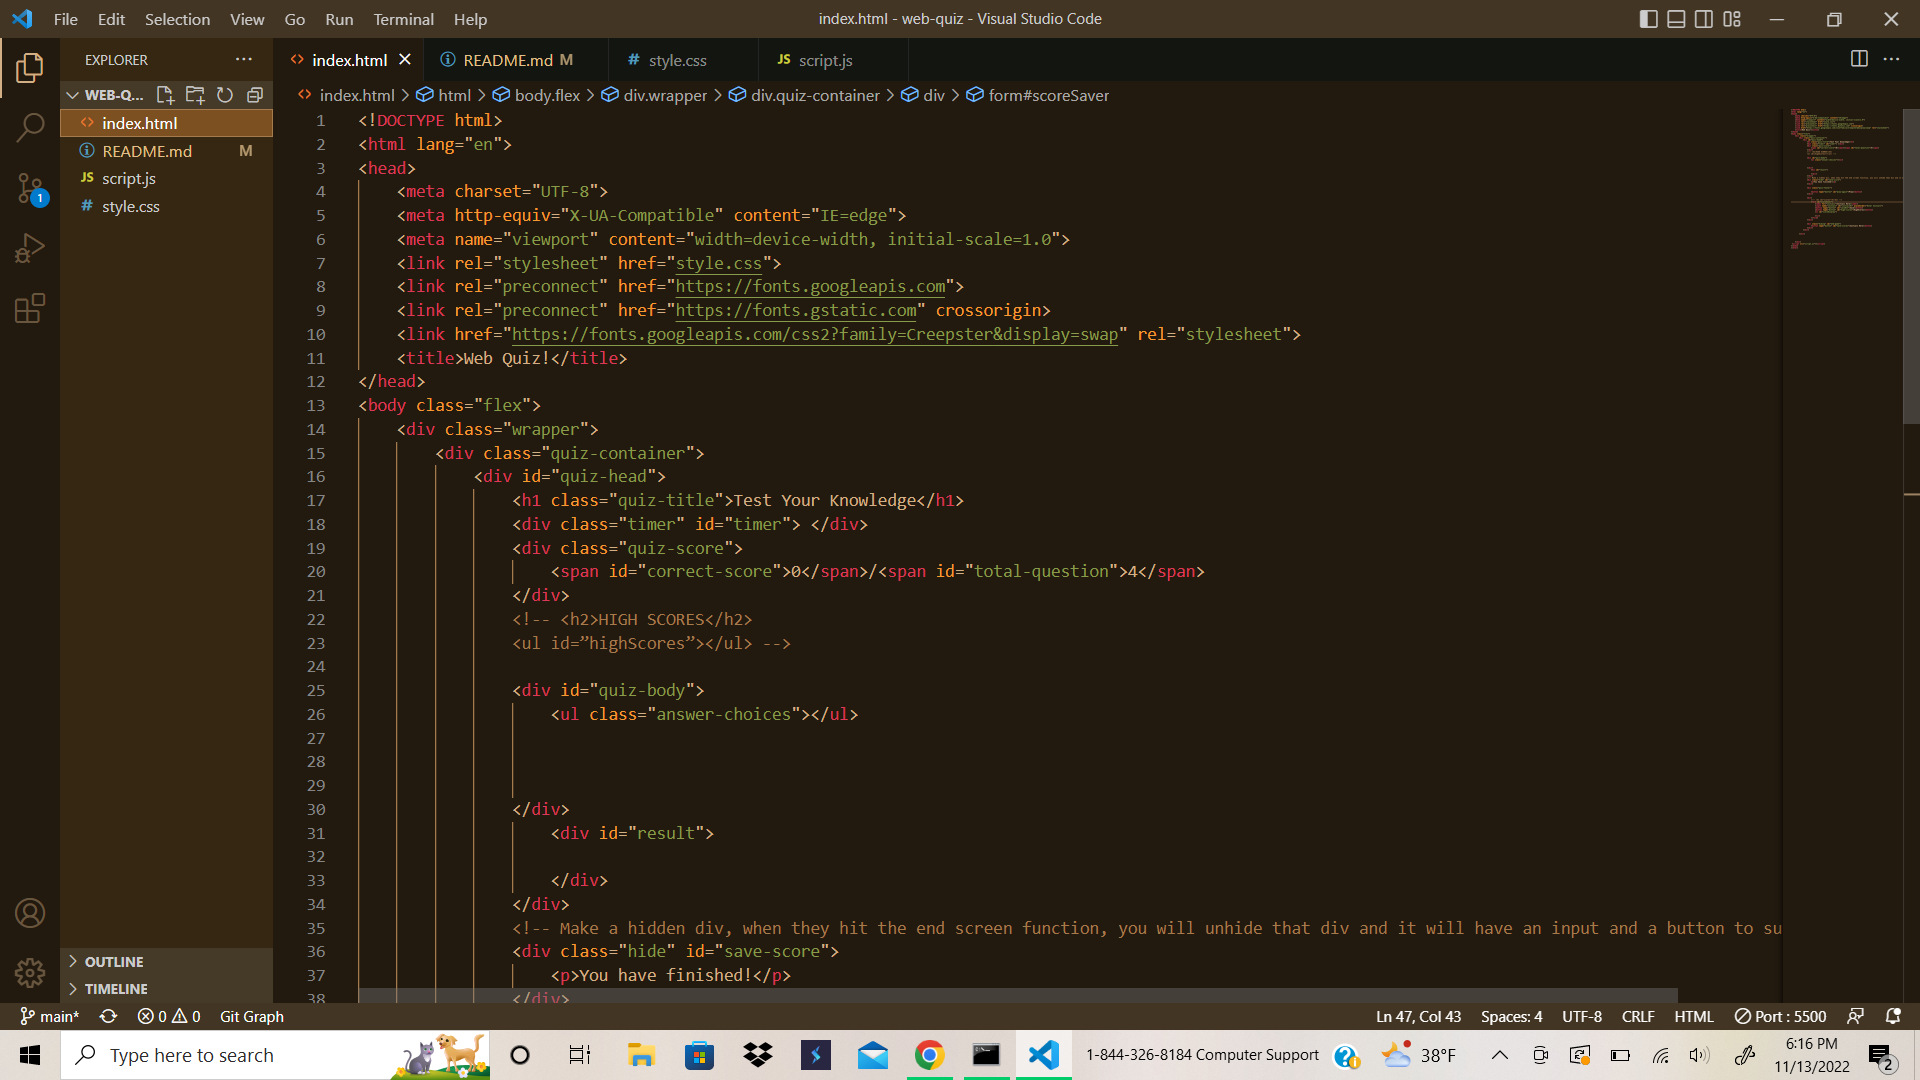 File Edit Selection View Go Run Terminal Help
index.html - web-quiz - Visual Studio Code
EXPLORER
WEB-Q...
index.html
README.md M
JS script.js
# style.css
OUTLINE
TIMELINE
index.html
README.md M
# style.css
JS script.js
index.html > html > body.flex > div.wrapper > div.quiz-container > div > form#scoreSaver
1 <!DOCTYPE html>
2 <html lang="en">
3 <head>
4 <meta charset="UTF-8">
5 <meta http-equiv="X-UA-Compatible" content="IE=edge">
6 <meta name="viewport" content="width=device-width, initial-scale=1.0">
7 <link rel="stylesheet" href="style.css">
8 <link rel="preconnect" href="https://fonts.googleapis.com">
9 <link rel="preconnect" href="https://fonts.gstatic.com" crossorigin>
10 <link href="https://fonts.googleapis.com/css2?family=Creepster&display=swap" rel="stylesheet">
11 <title>Web Quiz!</title>
12 </head>
13 <body class="flex">
14 <div class="wrapper">
15 <div class="quiz-container">
16 <div id="quiz-head">
17 <h1 class="quiz-title">Test Your Knowledge</h1>
18 <div class="timer" id="timer"> </div>
19 <div class="quiz-score">
20 <span id="correct-score">0</span>/<span id="total-question">4</span>
21 </div>
22 <!-- <h2>HIGH SCORES</h2>
23 <ul id=”highScores”></ul> -->
24
25 <div id="quiz-body">
26 <ul class="answer-choices"></ul>
27
28
29
30 </div>
31 <div id="result">
32
33 </div>
34 </div>
35 <!-- Make a hidden div, when they hit the end screen function, you will unhide that div and it will have an input and a button to su
36 <div class="hide" id="save-score">
37 <p>You have finished!</p>
38 </div>
1
main* 0 0 Git Graph
Ln 47, Col 43 Spaces: 4 UTF-8 CRLF HTML Port : 5500
Type here to search
1-844-326-8184 Computer Support
38°F
6:16 PM
11/13/2022
2